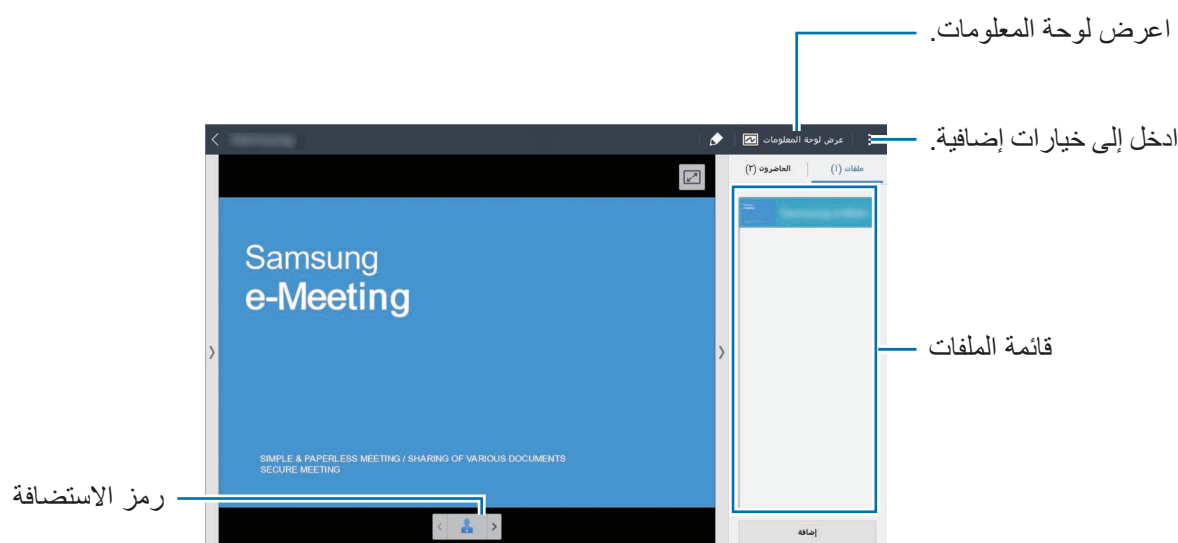 اعرض لوحة المعلومات.
ادخل إلى خيارات إضافية.
عرض لوحة المعلومات
ملفات (١)
الحاضرون (٢)
Samsung
e-Meeting
قائمة الملفات
SIMPLE & PAPERLESS MEETING / SHARING OF VARIOUS DOCUMENTS
SECURE MEETING
رمز الاستضافة
إضافة